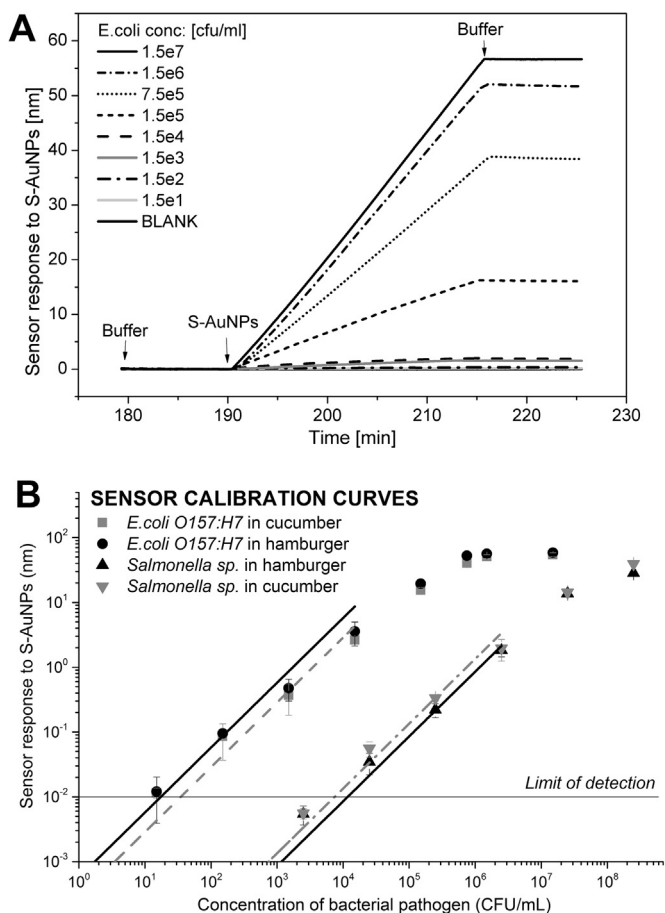 A
E.coli conc: [cfu/ml]
1.5e7
1.5e6
7.5e5
1.5e5
1.5e4
1.5e3
1.5e2
1.5e1
BLANK
Buffer
Buffer
S-AuNPs
Sensor response to S-AuNPs [nm]
60
50
40
30
20
10
0
180 190 200 210 220 230
Time [min]
B
SENSOR CALIBRATION CURVES
E.coli O157:H7 in cucumber
E.coli O157:H7 in hamburger
Salmonella sp. in hamburger
Salmonella sp. in cucumber
Limit of detection
Sensor response to S-AuNPs (nm)
10³
10²
10¹
10⁰
10⁻¹
10⁻²
10⁻³
10⁰ 10¹ 10² 10³ 10⁴ 10⁵ 10⁶ 10⁷ 10⁸
Concentration of bacterial pathogen (CFU/mL)